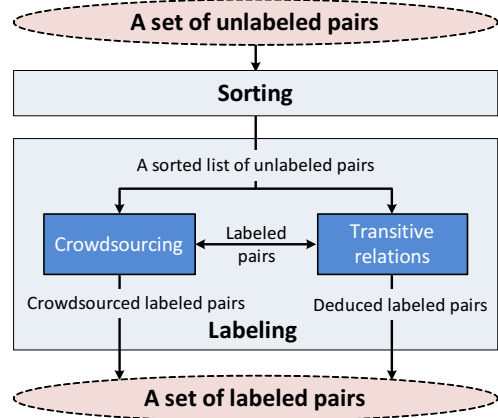 A set of unlabeled pairs
Sorting
A sorted list of unlabeled pairs
Crowdsourcing
Labeled
pairs
Transitive
relations
Crowdsourced labeled pairs
Deduced labeled pairs
Labeling
A set of labeled pairs